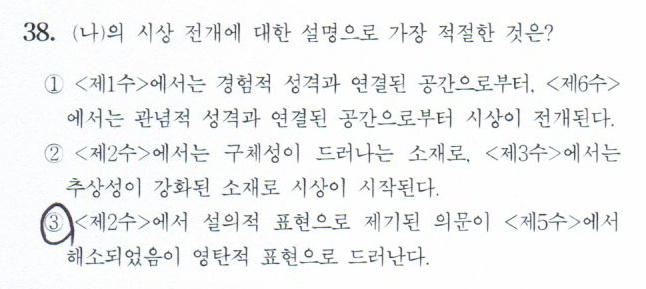 38. (나)의 시상 전개에 대한 설명으로 가장 적절한 것은?
① <제1수>에서는 경험적 성격과 연결된 공간으로부터, <제6수>
에서는 관념적 성격과 연결된 공간으로부터 시상이 전개된다.
② <제2수>에서는 구체성이 드러나는 소재로, <제3수>에서는
추상성이 강화된 소재로 시상이 시작된다.
③ <제2수>에서 설의적 표현으로 제기된 의문이 <제5수>에서
해소되었음이 영탄적 표현으로 드러난다.